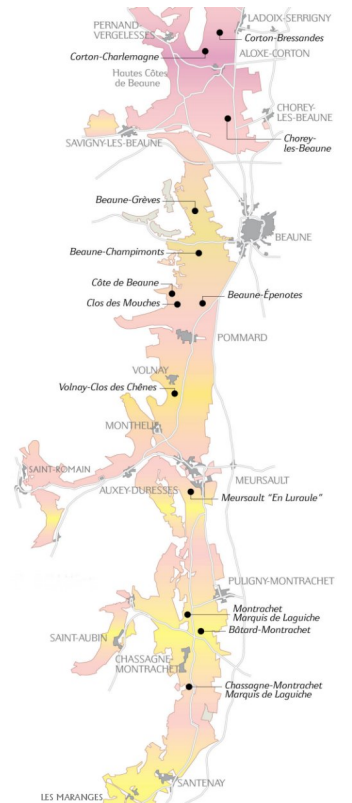 PERNAND-
VERGELESSES
LADOIX-SERRIGNY
Corton-Bressandes
Corton-Charlemagne
ALOXE-CORTON
Hautes Côtes
de Beaune
CHOREY-
LES-BEAUNE
SAVIGNY-LES-BEAUNE
Chorey-
les-Beaune
Beaune-Grèves
BEAUNE
Beaune-Champimonts
Côte de Beaune
Clos des Mouches
Beaune-Épenotes
POMMARD
VOLNAY
Volnay-Clos des Chênes
MONTHELIE
SAINT-ROMAIN
MEURSAULT
AUXEY-DURESSES
Meursault "En Luraule"
PULIGNY-MONTRACHET
Montrachet
Marquis de Laguiche
Bâtard-Montrachet
SAINT-AUBIN
CHASSAGNE-
MONTRACHET
Chassagne-Montrachet
Marquis de Laguiche
SANTENAY
LES MARANGES